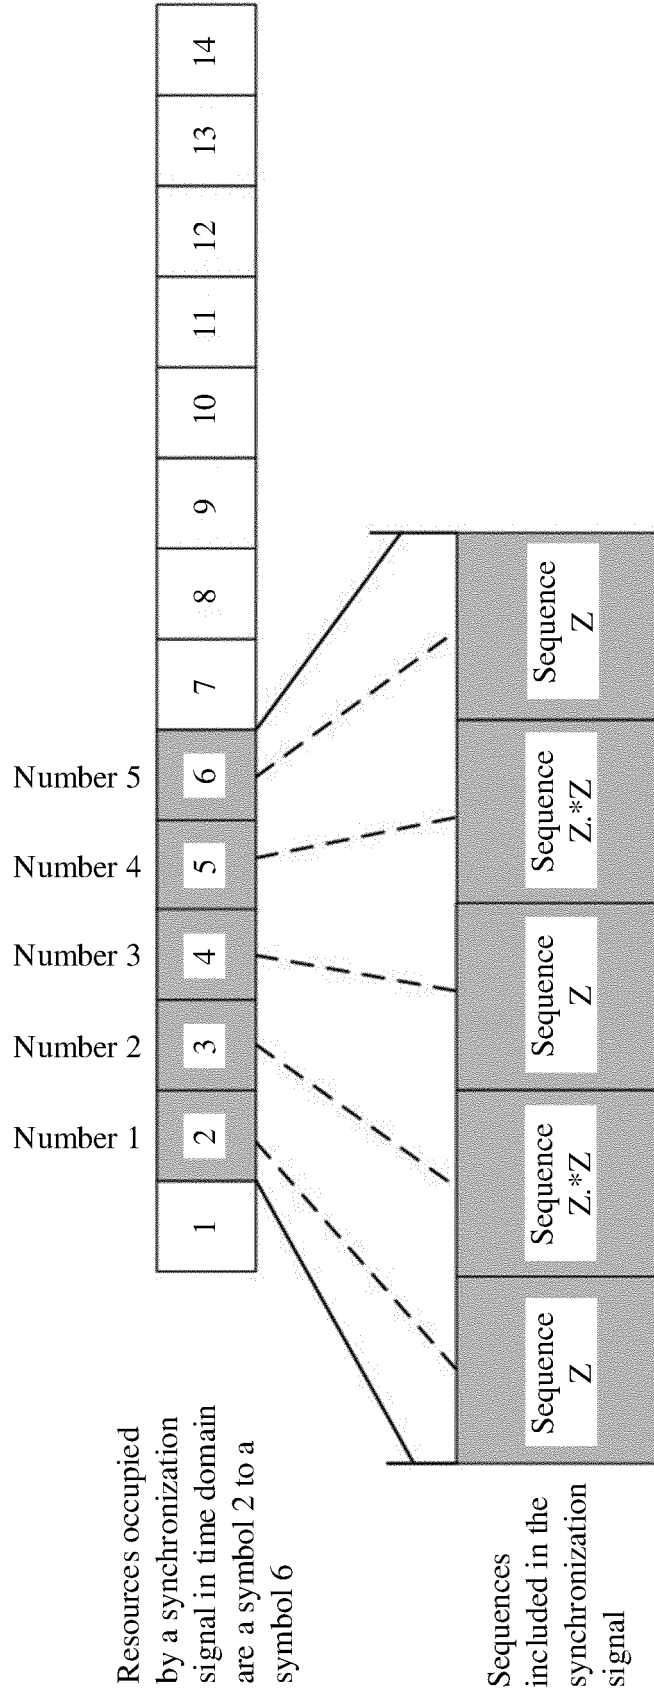 Number 1 Number 2 Number 3 Number 4 Number 5
Resources occupied
by a synchronization
signal in time domain
are a symbol 2 to a
symbol 6
1 2 3 4 5 6 7 8 9 10 11 12 13 14
Sequences
included in the
synchronization
signal
Sequence
Z
Sequence
Z.*Z
Sequence
Z
Sequence
Z.*Z
Sequence
Z